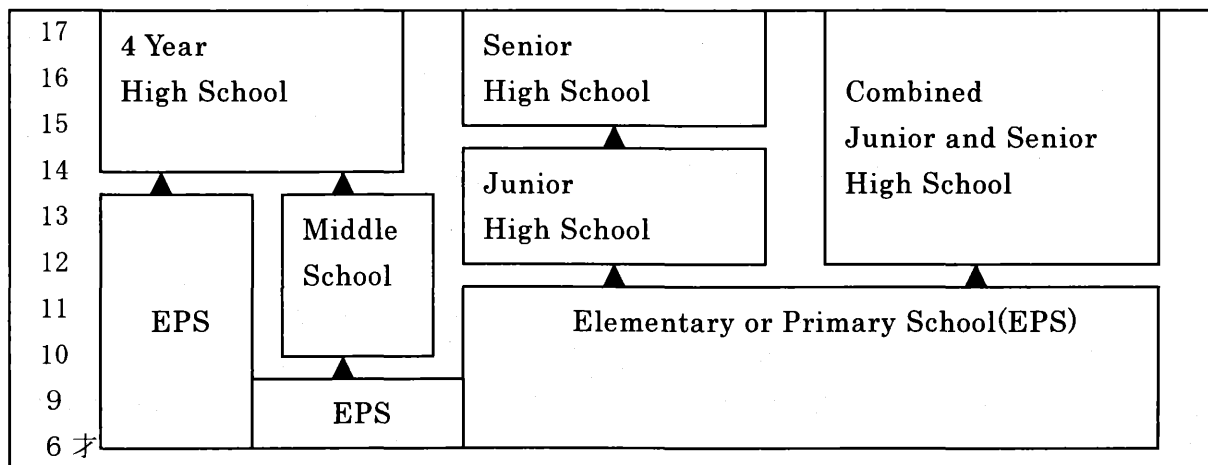 17
16
15
14
13
12
11
10
9
6 才
4 Year
High School
Senior
High School
Combined
Junior and Senior
High School
Junior
High School
Middle
School
EPS
EPS
Elementary or Primary School(EPS)